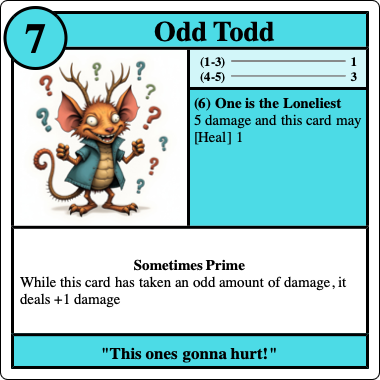 7
Odd Todd
(1-3) 1
(4-5) 3
(6) One is the Loneliest
5 damage and this card may
[Heal] 1
? ? ? ? ? ? ? ? ?
Sometimes Prime
While this card has taken an odd amount of damage, it
deals +1 damage
"This ones gonna hurt!"